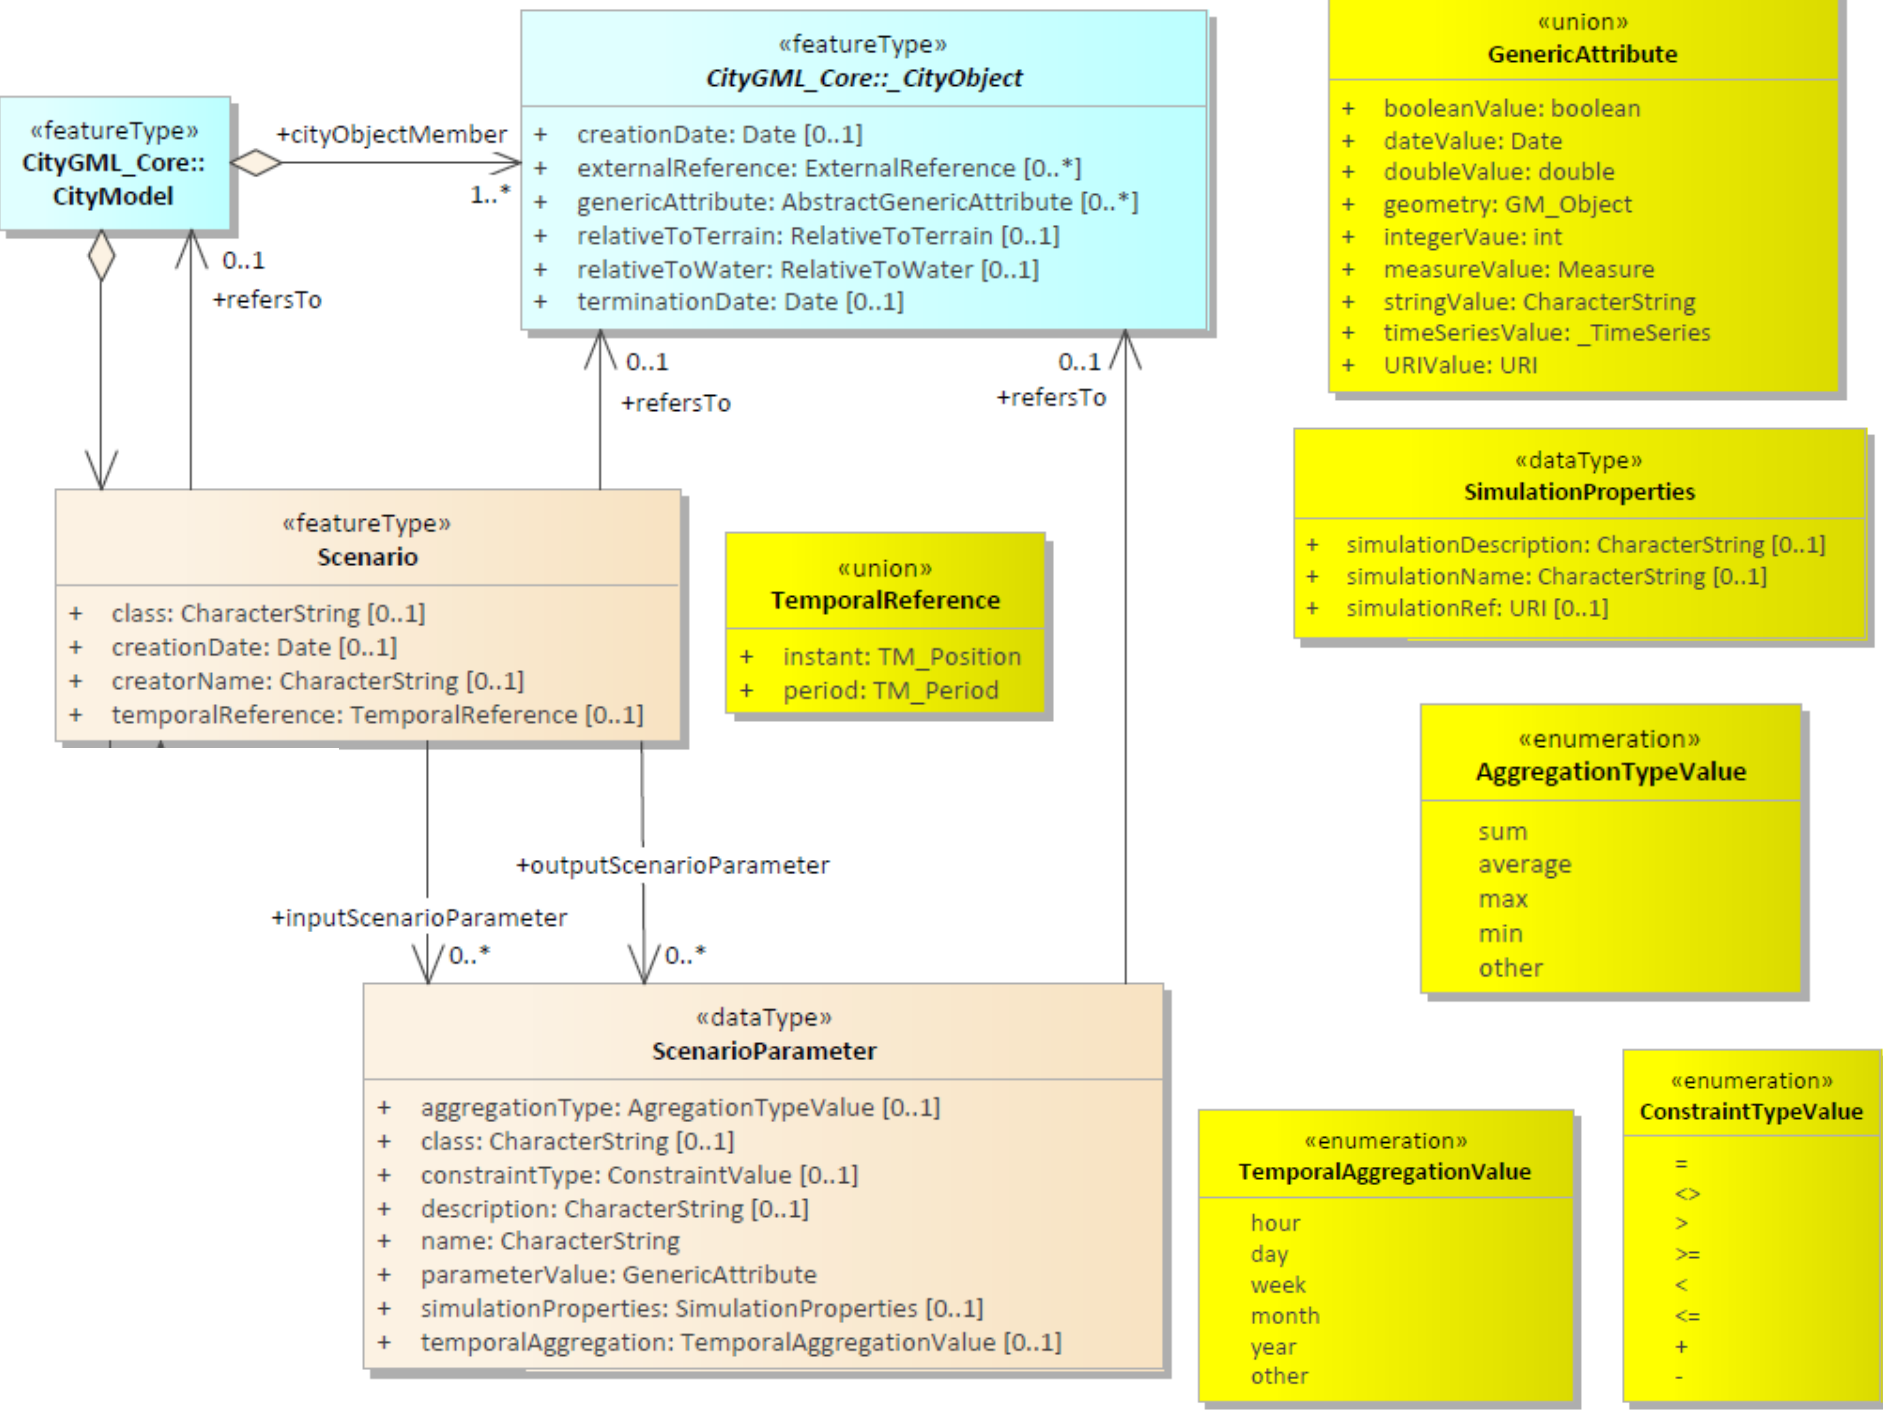 «featureType»
CityGML_Core::
CityModel
+cityObjectMember
1..*
0..1
+refersTo
«featureType»
CityGML_Core::_CityObject
+ creationDate: Date [0..1]
+ externalReference: ExternalReference [0..*]
+ genericAttribute: AbstractGenericAttribute [0..*]
+ relativeToTerrain: RelativeToTerrain [0..1]
+ relativeToWater: RelativeToWater [0..1]
+ terminationDate: Date [0..1]
0..1
+refersTo
0..1
+refersTo
«union»
GenericAttribute
+ booleanValue: boolean
+ dateValue: Date
+ doubleValue: double
+ geometry: GM_Object
+ integerVaue: int
+ measureValue: Measure
+ stringValue: CharacterString
+ timeSeriesValue: _TimeSeries
+ URIValue: URI
«dataType»
SimulationProperties
+ simulationDescription: CharacterString [0..1]
+ simulationName: CharacterString [0..1]
+ simulationRef: URI [0..1]
«featureType»
Scenario
+ class: CharacterString [0..1]
+ creationDate: Date [0..1]
+ creatorName: CharacterString [0..1]
+ temporalReference: TemporalReference [0..1]
«union»
TemporalReference
+ instant: TM_Position
+ period: TM_Period
«enumeration»
AggregationTypeValue
sum
average
max
min
other
+outputScenarioParameter
+inputScenarioParameter
0..*
0..*
«dataType»
ScenarioParameter
+ aggregationType: AgregationTypeValue [0..1]
+ class: CharacterString [0..1]
+ constraintType: ConstraintValue [0..1]
+ description: CharacterString [0..1]
+ name: CharacterString
+ parameterValue: GenericAttribute
+ simulationProperties: SimulationProperties [0..1]
+ temporalAggregation: TemporalAggregationValue [0..1]
«enumeration»
TemporalAggregationValue
hour
day
week
month
year
other
«enumeration»
ConstraintTypeValue
=
<>
>
>=
<
<=
+
-